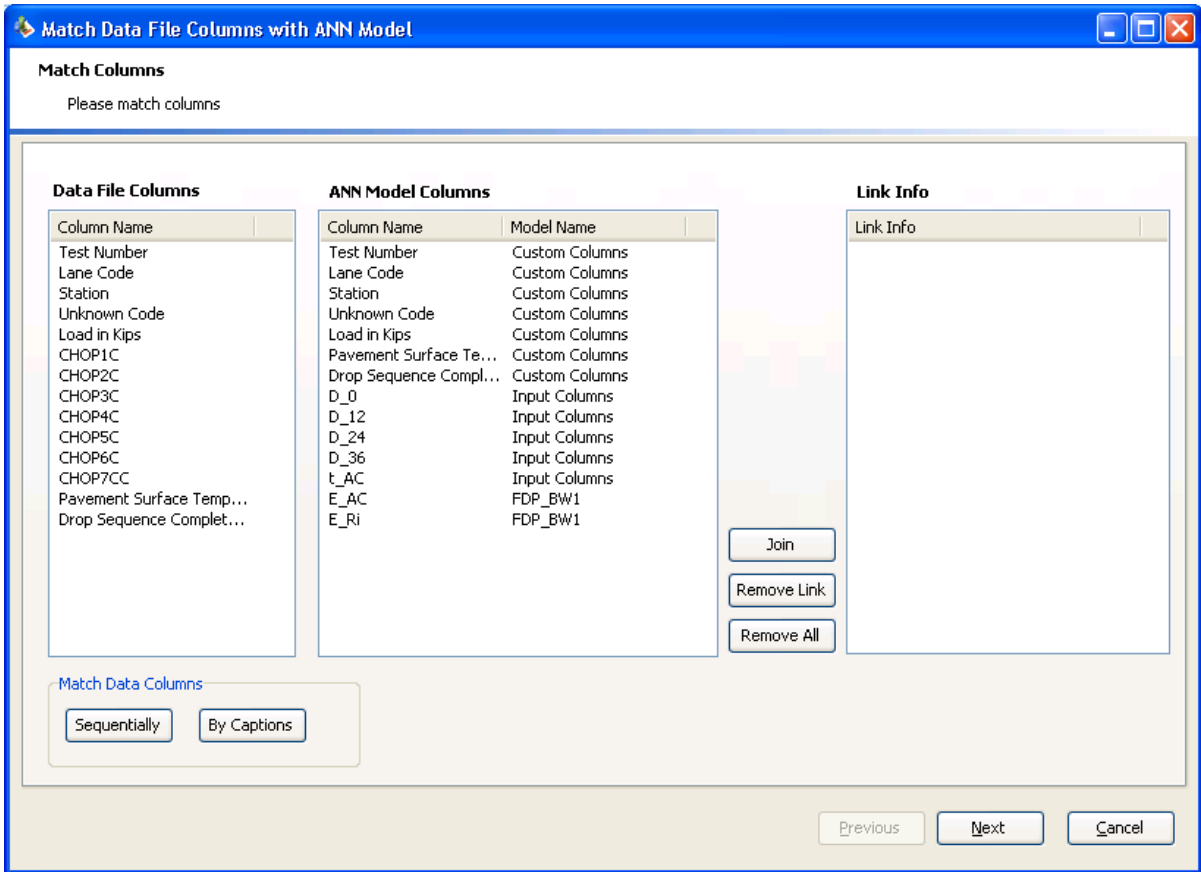 Match Data File Columns with ANN Model
Match Columns
Please match columns
Data File Columns
Column Name
Test Number
Lane Code
Station
Unknown Code
Load in Kips
CHOP1C
CHOP2C
CHOP3C
CHOP4C
CHOP5C
CHOP6C
CHOP7CC
Pavement Surface Temp...
Drop Sequence Complet...
ANN Model Columns
Column Name Model Name
Test Number Custom Columns
Lane Code Custom Columns
Station Custom Columns
Unknown Code Custom Columns
Load in Kips Custom Columns
Pavement Surface Te... Custom Columns
Drop Sequence Compl... Custom Columns
D_0 Input Columns
D_12 Input Columns
D_24 Input Columns
D_36 Input Columns
t_AC Input Columns
E_AC FDP_BW1
E_Ri FDP_BW1
Join
Remove Link
Remove All
Link Info
Link Info
Match Data Columns
Sequentially By Captions
Previous Next Cancel